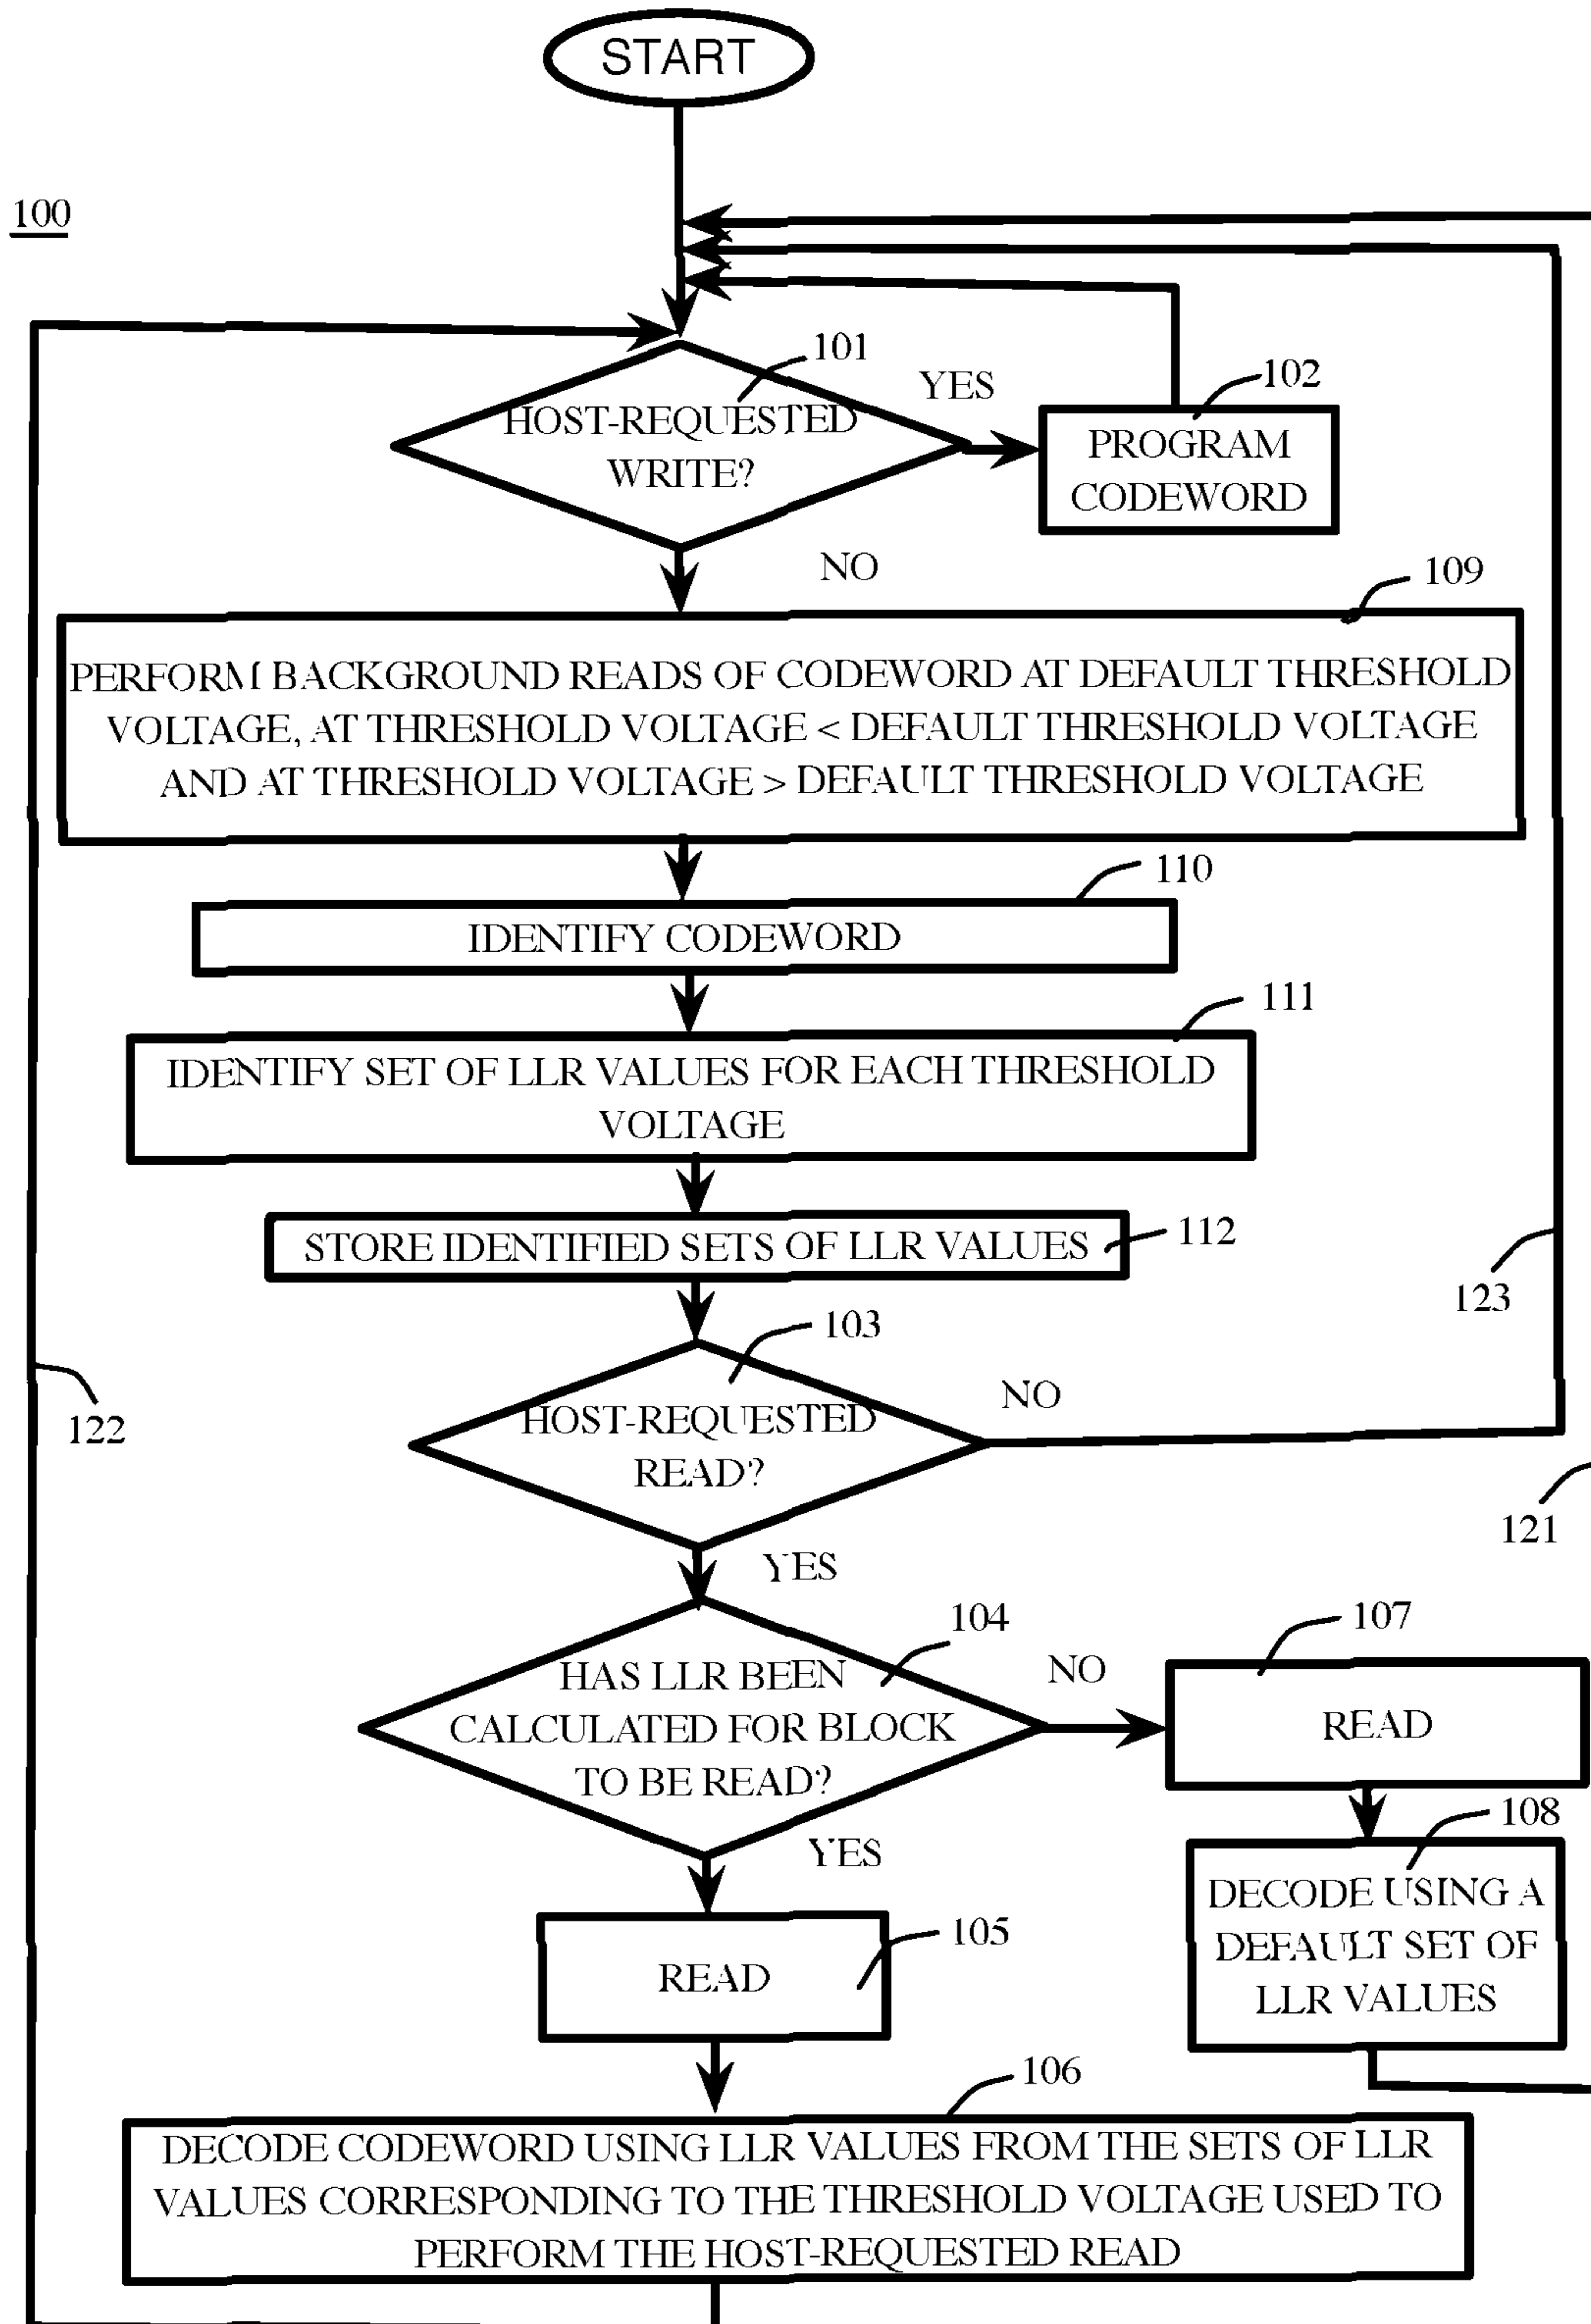 START
100
101
YES
102
HOST-REQUESTED
WRITE?
PROGRAM
CODEWORD
NO
109
PERFORM BACKGROUND READS OF CODEWORD AT DEFAULT THRESHOLD
VOLTAGE, AT THRESHOLD VOLTAGE < DEFAULT THRESHOLD VOLTAGE
AND AT THRESHOLD VOLTAGE > DEFAULT THRESHOLD VOLTAGE
110
IDENTIFY CODEWORD
111
IDENTIFY SET OF LLR VALUES FOR EACH THRESHOLD
VOLTAGE
STORE IDENTIFIED SETS OF LLR VALUES
112
123
103
NO
HOST-REQUESTED
READ?
122
121
YES
104
107
HAS LLR BEEN
CALCULATED FOR BLOCK
TO BE READ?
NO
READ
YES
108
DECODE USING A
DEFAULT SET OF
LLR VALUES
105
READ
106
DECODE CODEWORD USING LLR VALUES FROM THE SETS OF LLR
VALUES CORRESPONDING TO THE THRESHOLD VOLTAGE USED TO
PERFORM THE HOST-REQUESTED READ